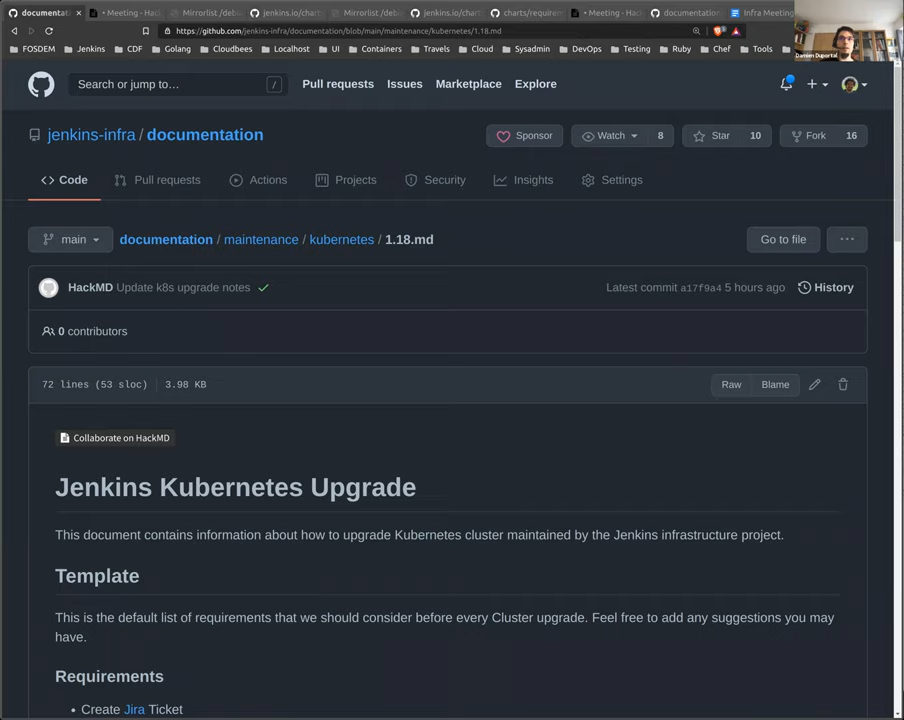 documentat ×
• Meeting - HackMD
Mirrorlist /debia
jenkins.io/chart
Mirrorlist /debi
jenkins.io/chart
charts/requirem
• Meeting - Hack
documentation
Infra Meeting
https://github.com/jenkins-infra/documentation/blob/main/maintenance/kubernetes/1.18.md
FOSDEM Jenkins CDF Golang Cloudbees Localhost UI Containers Travels Cloud Sysadmin DevOps Testing Ruby Chef Tools
Damien Duportal
Search or jump to… /
Pull requests Issues Marketplace Explore
jenkins-infra / documentation
Sponsor Watch 8 Star 10 Fork 16
Code Pull requests Actions Projects Security Insights Settings
main documentation / maintenance / kubernetes / 1.18.md Go to file ···
HackMD Update k8s upgrade notes Latest commit a17f9a4 5 hours ago History
0 contributors
72 lines (53 sloc) 3.98 KB Raw Blame
Collaborate on HackMD
Jenkins Kubernetes Upgrade
This document contains information about how to upgrade Kubernetes cluster maintained by the Jenkins infrastructure project.
Template
This is the default list of requirements that we should consider before every Cluster upgrade. Feel free to add any suggestions you may
have.
Requirements
• Create Jira Ticket